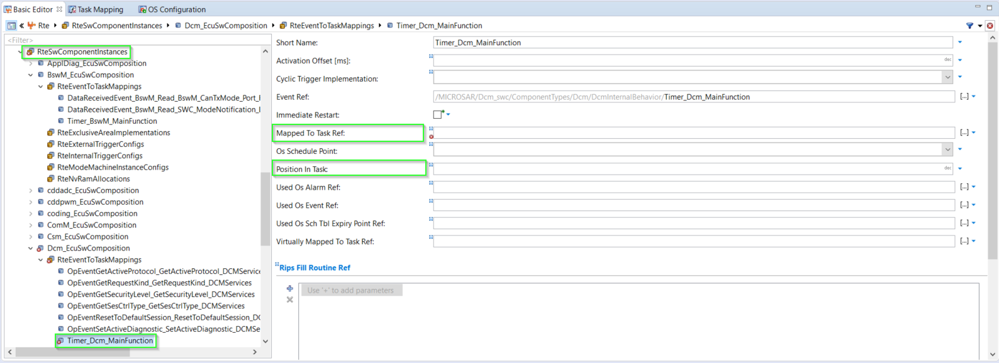 Basic Editor Task Mapping OS Configuration
« Rte RteSwComponentInstances Dcm_EcuSwComposition RteEventToTaskMappings Timer_Dcm_MainFunction
<Filter>
RteSwComponentInstances
ApplDiag_EcuSwComposition
BswM_EcuSwComposition
RteEventToTaskMappings
DataReceivedEvent_BswM_Read_BswM_CanTxMode_Port_
DataReceivedEvent_BswM_Read_SWC_ModeNotification_
Timer_BswM_MainFunction
RteExclusiveAreaImplementations
RteExternalTriggerConfigs
RteInternalTriggerConfigs
RteModeMachineInstanceConfigs
RteNvRamAllocations
cddadc_EcuSwComposition
cddpwm_EcuSwComposition
coding_EcuSwComposition
ComM_EcuSwComposition
Csm_EcuSwComposition
Dcm_EcuSwComposition
RteEventToTaskMappings
OpEventGetActiveProtocol_GetActiveProtocol_DCMService
OpEventGetRequestKind_GetRequestKind_DCMServices
OpEventGetSecurityLevel_GetSecurityLevel_DCMServices
OpEventGetSesCtrlType_GetSesCtrlType_DCMServices
OpEventResetToDefaultSession_ResetToDefaultSession_DC
OpEventSetActiveDiagnostic_SetActiveDiagnostic_DCMSe
Timer_Dcm_MainFunction
Short Name: Timer_Dcm_MainFunction
Activation Offset [ms]: dec
Cyclic Trigger Implementation:
Event Ref: /MICROSAR/Dcm_swc/ComponentTypes/Dcm/DcmInternalBehavior/Timer_Dcm_MainFunction [...]
Immediate Restart:
Mapped To Task Ref: [...]
Os Schedule Point:
Position In Task: dec
Used Os Alarm Ref: [...]
Used Os Event Ref: [...]
Used Os Sch Tbl Expiry Point Ref: [...]
Virtually Mapped To Task Ref: [...]
Rips Fill Routine Ref
Use '+' to add parameters